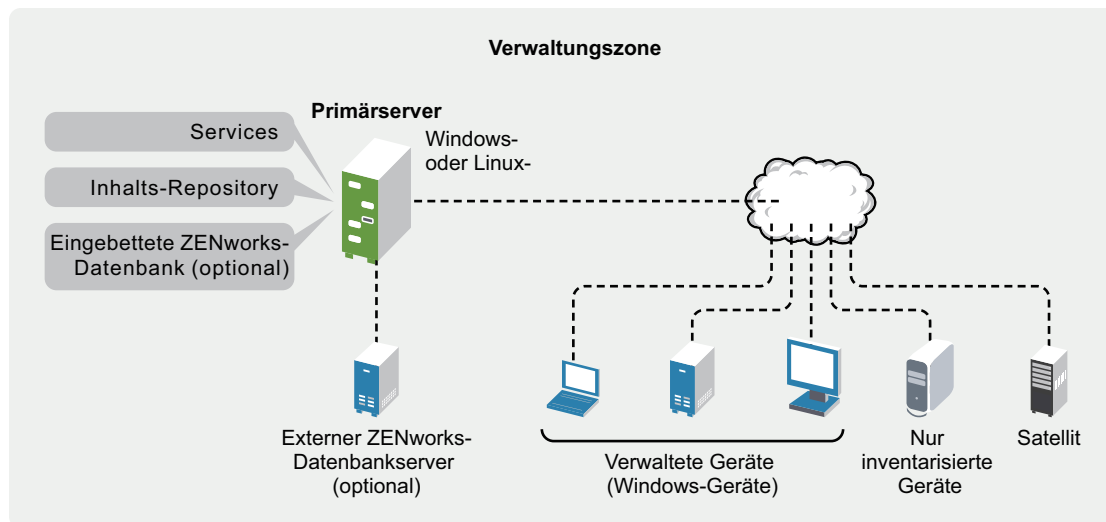 Verwaltungszone
Primärserver
Windows-
oder Linux-
Services
Inhalts-Repository
Eingebettete ZENworks-
Datenbank (optional)
Externer ZENworks-
Datenbankserver
(optional)
Verwaltete Geräte
(Windows-Geräte)
Nur
inventarisierte
Geräte
Satellit